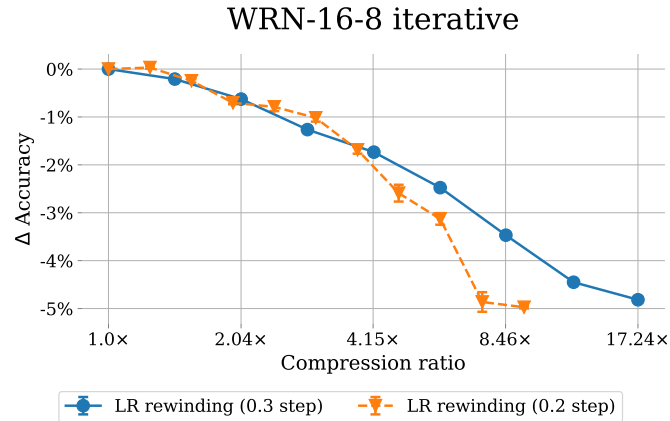 WRN-16-8 iterative
0%
-1%
-2%
-3%
-4%
-5%
Δ Accuracy
1.0× 2.04× 4.15× 8.46× 17.24×
Compression ratio
LR rewinding (0.3 step) LR rewinding (0.2 step)